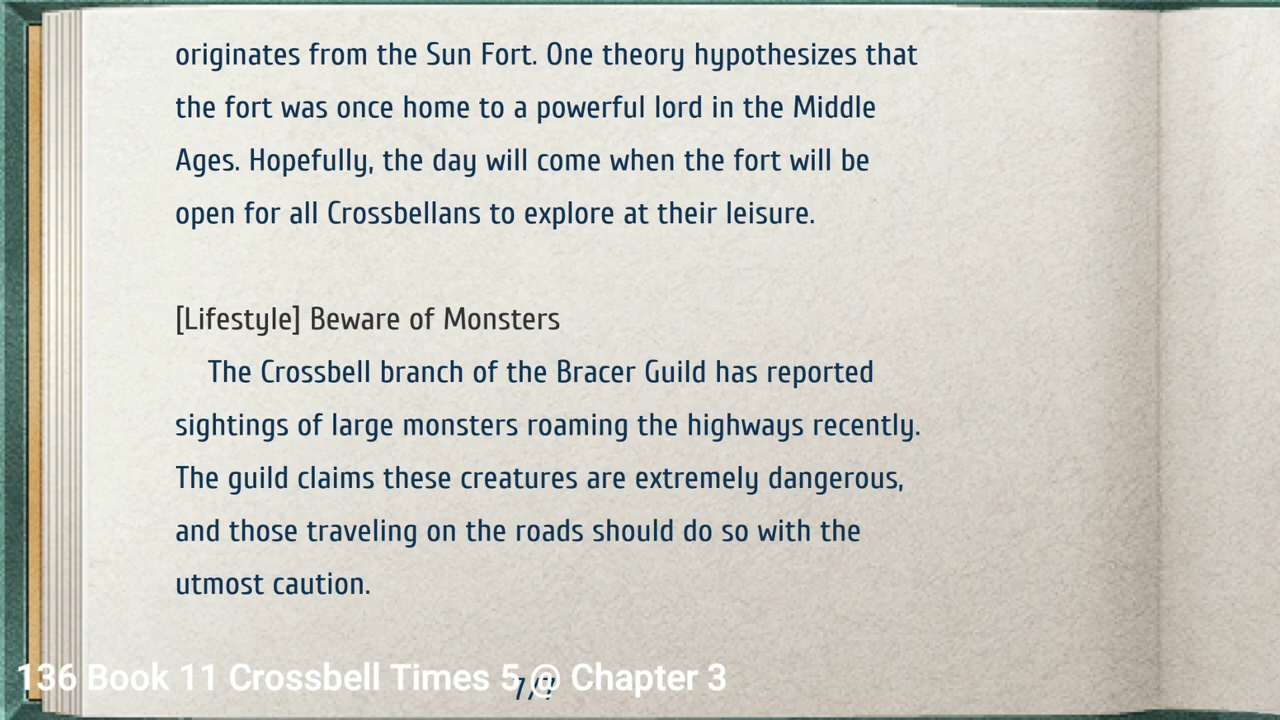 originates from the Sun Fort. One theory hypothesizes that
the fort was once home to a powerful lord in the Middle
Ages. Hopefully, the day will come when the fort will be
open for all Crossbellans to explore at their leisure.
[Lifestyle] Beware of Monsters
The Crossbell branch of the Bracer Guild has reported
sightings of large monsters roaming the highways recently.
The guild claims these creatures are extremely dangerous,
and those traveling on the roads should do so with the
utmost caution.
136 Book 11 Crossbell Times 5 @ Chapter 3
7/7